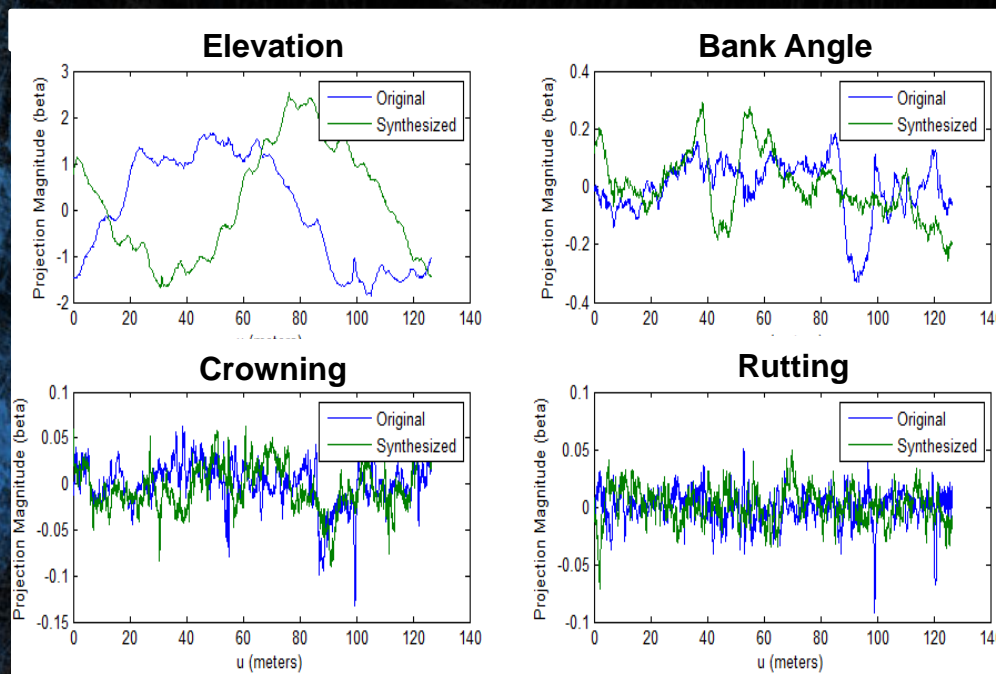 Elevation
Projection Magnitude (beta)
3
2
1
0
-1
-2
0 20 40 60 80 100 120 140
Original
Synthesized
Bank Angle
Projection Magnitude (beta)
0.4
0.2
0
-0.2
-0.4
0 20 40 60 80 100 120 140
Original
Synthesized
Crowning
Projection Magnitude (beta)
0.1
0.05
0
-0.05
-0.1
-0.15
0 20 40 60 80 100 120 140
u (meters)
Original
Synthesized
Rutting
Projection Magnitude (beta)
0.1
0.05
0
-0.05
-0.1
0 20 40 60 80 100 120
u (meters)
Original
Synthesized